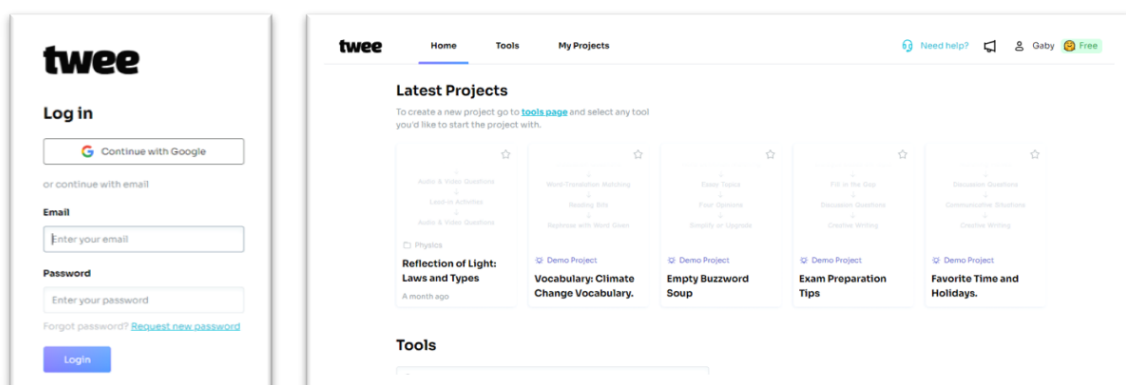 twee
Log in
Continue with Google
or continue with email
Email
Enter your email
Password
Enter your password
Forgot password? Request new password
Login
twee
Home
Tools
My Projects
Need help?
Gaby
Free
Latest Projects
To create a new project go to tools page and select any tool
you'd like to start the project with.
Audio & Video Questions
Lead-in Activities
Audio & Video Questions
Physics
Reflection of Light:
Laws and Types
A month ago
Word-Translation Matching
Reading Bits
Rephrase with Word Given
Demo Project
Vocabulary: Climate
Change Vocabulary.
Essay Topics
Four Opinions
Simplify or Upgrade
Demo Project
Empty Buzzword
Soup
Fill in the Gap
Discussion Questions
Creative Writing
Demo Project
Exam Preparation
Tips
Discussion Questions
Communicative Situations
Creative Writing
Demo Project
Favorite Time and
Holidays.
Tools